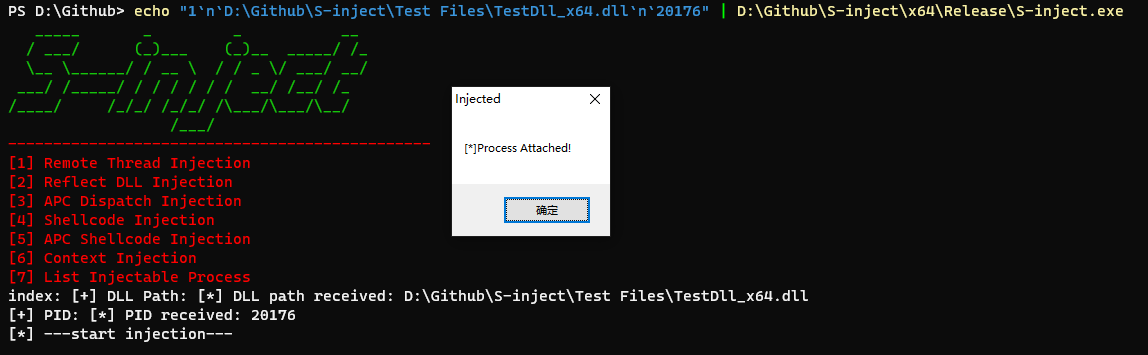 PS D:\Github> echo "1`n`D:\Github\S-inject\Test Files\TestDll_x64.dll`n`20176" | D:\Github\S-inject\x64\Release\S-inject.exe
S-inject
[1] Remote Thread Injection
[2] Reflect DLL Injection
[3] APC Dispatch Injection
[4] Shellcode Injection
[5] APC Shellcode Injection
[6] Context Injection
[7] List Injectable Process
index: [+] DLL Path: [*] DLL path received: D:\Github\S-inject\Test Files\TestDll_x64.dll
[+] PID: [*] PID received: 20176
[*] ---start injection---
Injected
[*]Process Attached!
确定